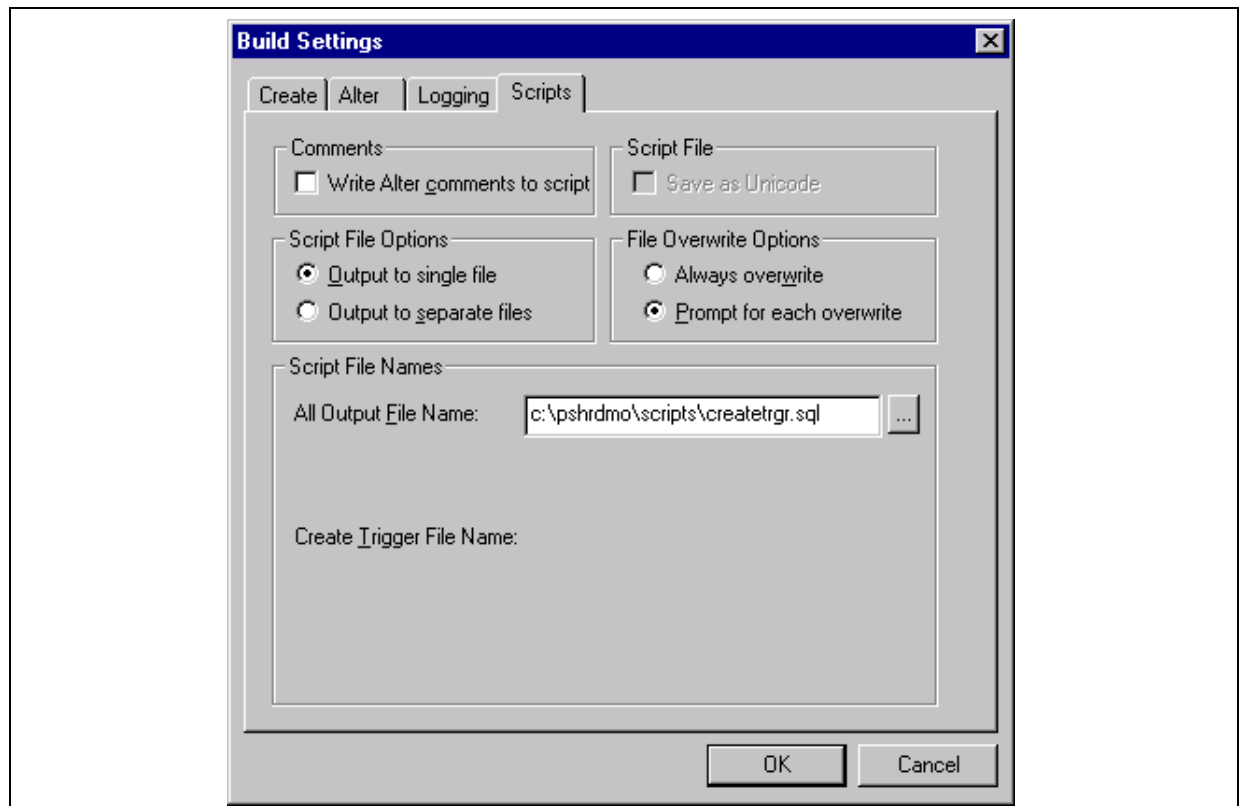 Build Settings
Create Alter Logging Scripts
Comments
Write Alter comments to script
Script File
Save as Unicode
Script File Options
Output to single file
Output to separate files
File Overwrite Options
Always overwrite
Prompt for each overwrite
Script File Names
All Output File Name: c:\pshrdmo\scripts\createtrgr.sql ...
Create Trigger File Name:
OK Cancel